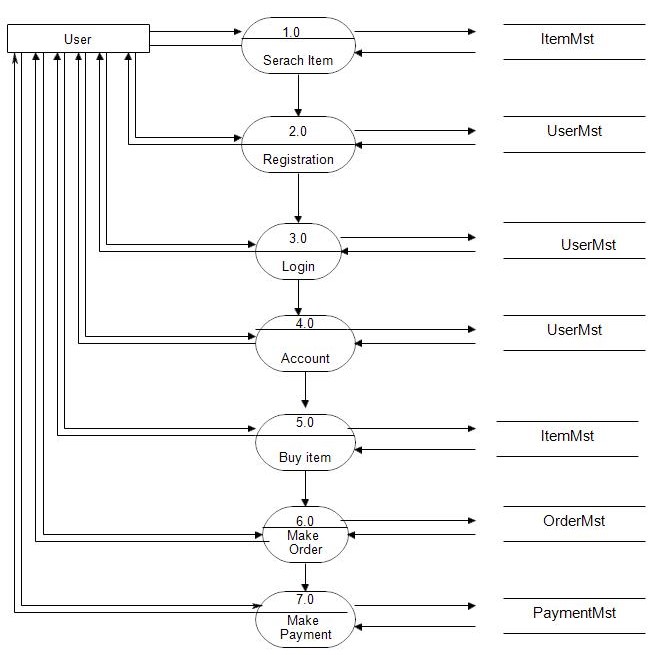 User
1.0
Serach Item
ItemMst
2.0
Registration
UserMst
3.0
Login
UserMst
4.0
Account
UserMst
5.0
Buy item
ItemMst
6.0
Make
Order
OrderMst
7.0
Make
Payment
PaymentMst